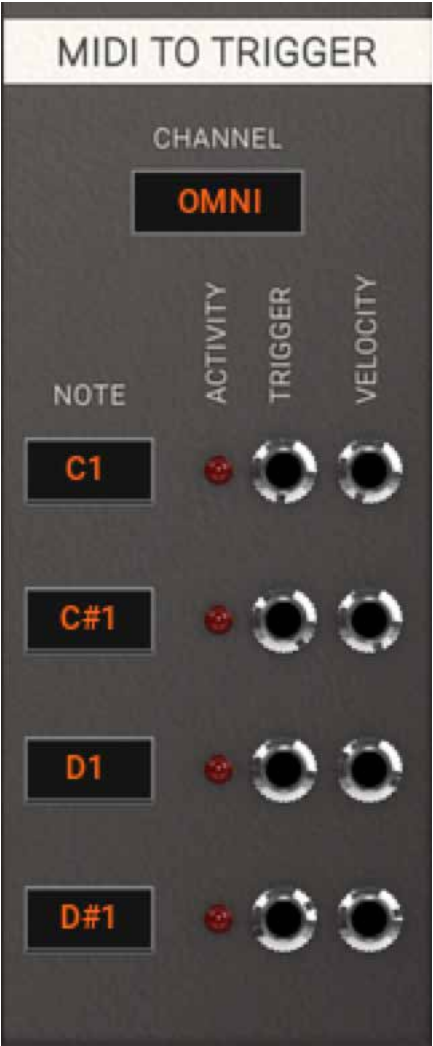 MIDI TO TRIGGER
CHANNEL
OMNI
NOTE
ACTIVITY
TRIGGER
VELOCITY
C1
C#1
D1
D#1